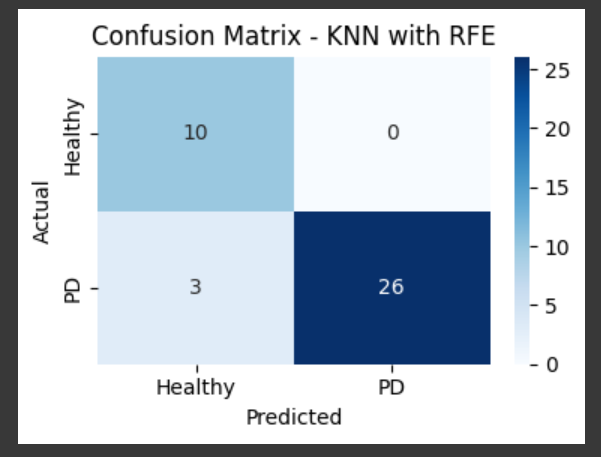 Confusion Matrix - KNN with RFE
Actual
Healthy
10
0
PD
3
26
Healthy
PD
Predicted
25
20
15
10
5
0